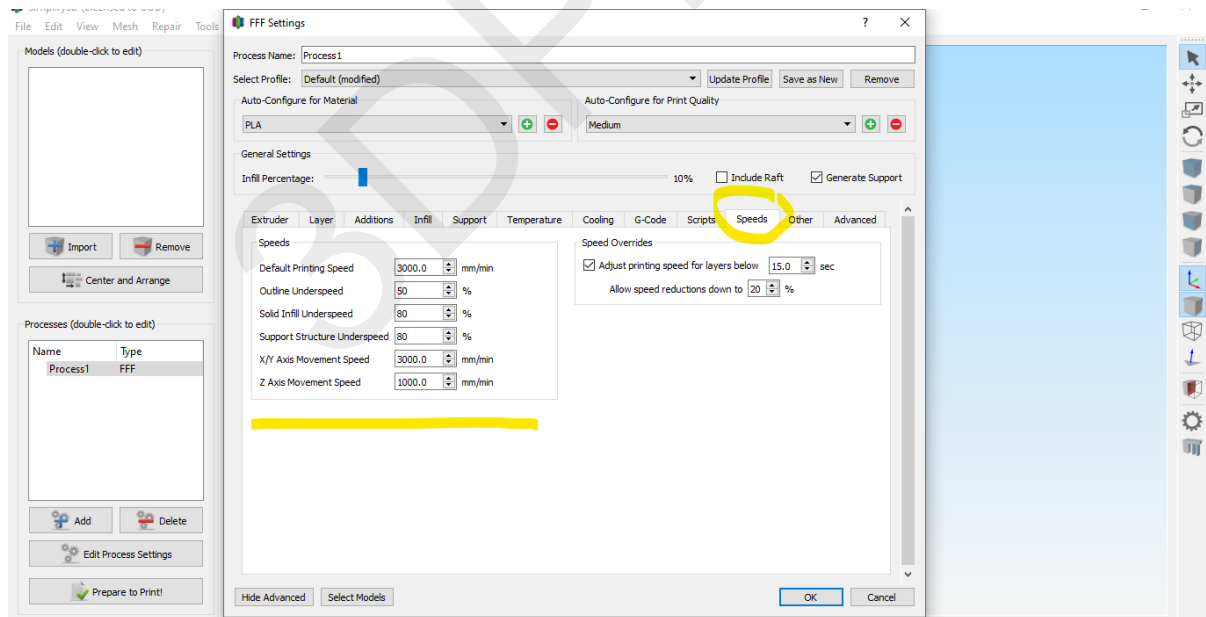 File Edit View Mesh Repair Tools
FFF Settings ? ×
Models (double-click to edit)
Process Name: Process1
Select Profile: Default (modified) Update Profile Save as New Remove
Auto-Configure for Material Auto-Configure for Print Quality
PLA Medium
General Settings
Infill Percentage: 10% Include Raft Generate Support
Extruder Layer Additions Infill Support Temperature Cooling G-Code Scripts Speeds Other Advanced
Import Remove
Center and Arrange
Speeds Speed Overrides
Default Printing Speed 3000.0 mm/min Adjust printing speed for layers below 15.0 sec
Outline Underspeed 50 % Allow speed reductions down to 20 %
Solid Infill Underspeed 80 %
Support Structure Underspeed 80 %
X/Y Axis Movement Speed 3000.0 mm/min
Z Axis Movement Speed 1000.0 mm/min
Processes (double-click to edit)
Name Type
Process1 FFF
Add Delete
Edit Process Settings
Prepare to Print!
Hide Advanced Select Models OK Cancel